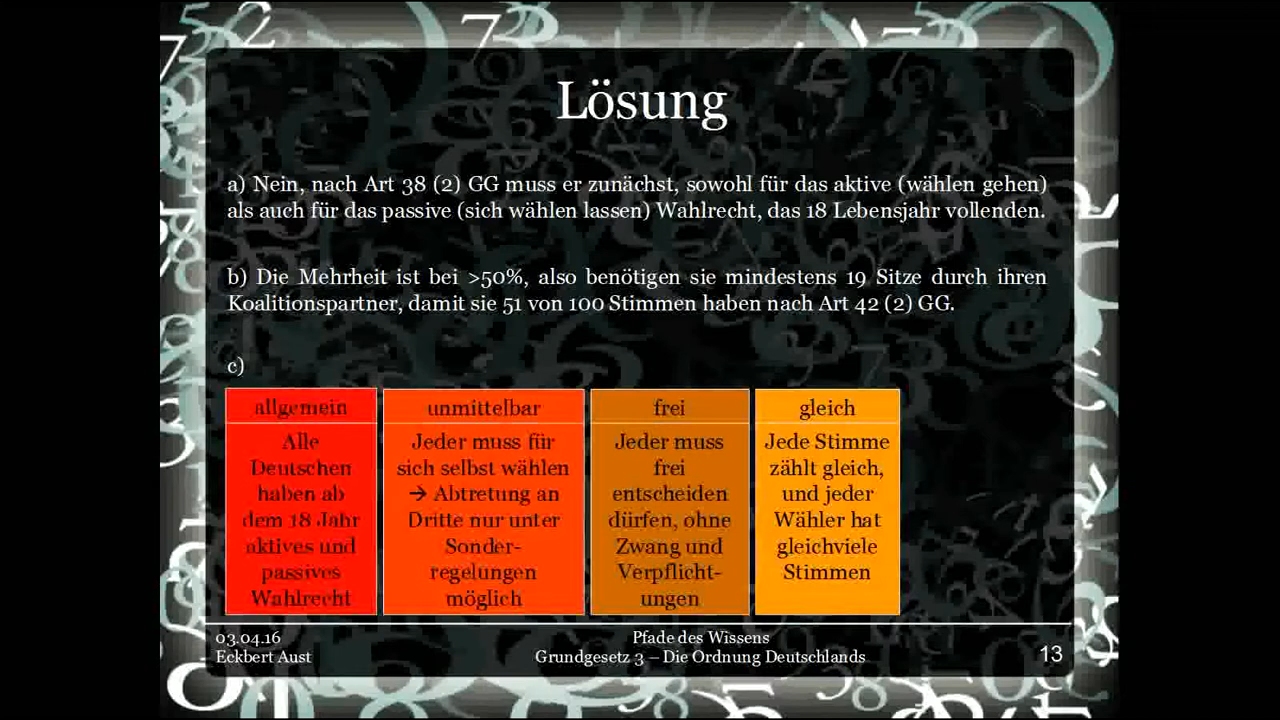 Lösung
a) Nein, nach Art 38 (2) GG muss er zunächst, sowohl für das aktive (wählen gehen)
als auch für das passive (sich wählen lassen) Wahlrecht, das 18 Lebensjahr vollenden.
b) Die Mehrheit ist bei >50%, also benötigen sie mindestens 19 Sitze durch ihren
Koalitionspartner, damit sie 51 von 100 Stimmen haben nach Art 42 (2) GG.
c)
allgemein
Alle
Deutschen
haben ab
dem 18 Jahr
aktives und
passives
Wahlrecht
unmittelbar
Jeder muss für
sich selbst wählen
→ Abtretung an
Dritte nur unter
Sonder-
regelungen
möglich
frei
Jeder muss
frei
entscheiden
dürfen, ohne
Zwang und
Verpflicht-
ungen
gleich
Jede Stimme
zählt gleich,
und jeder
Wähler hat
gleichviele
Stimmen
03.04.16
Eckbert Aust
Pfade des Wissens
Grundgesetz 3 – Die Ordnung Deutschlands
13